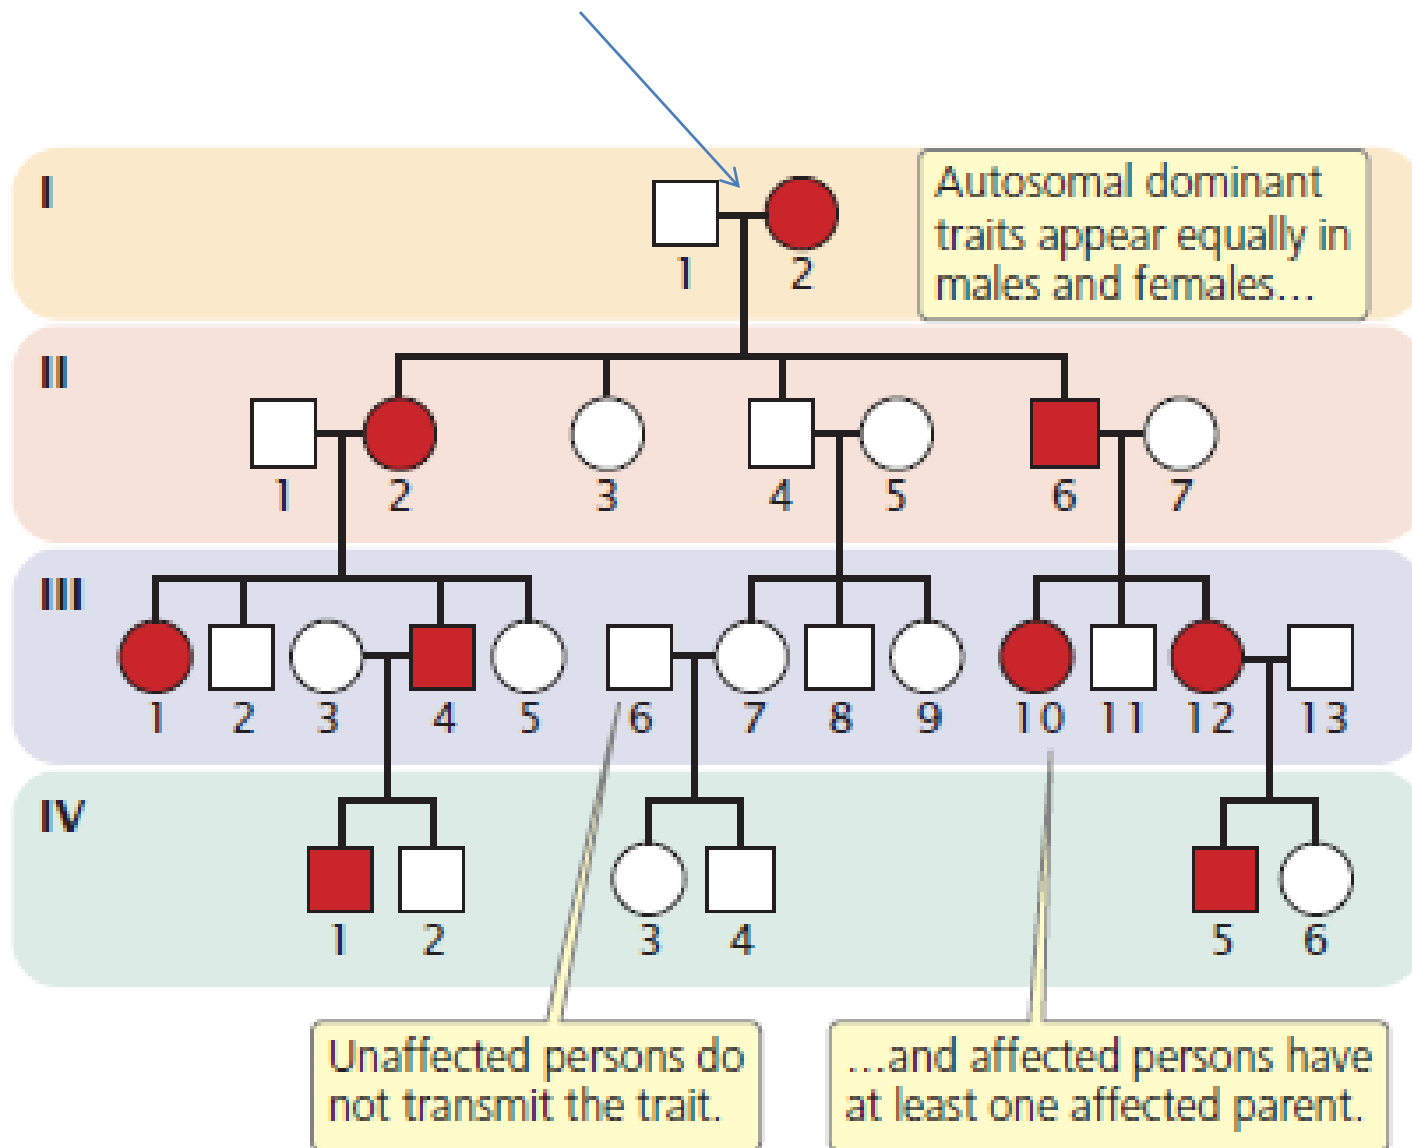 I
Autosomal dominant
traits appear equally in
males and females...
1 2
II
1 2 3 4 5 6 7
III
1 2 3 4 5 6 7 8 9 10 11 12 13
IV
1 2 3 4 5 6
Unaffected persons do
not transmit the trait.
...and affected persons have
at least one affected parent.